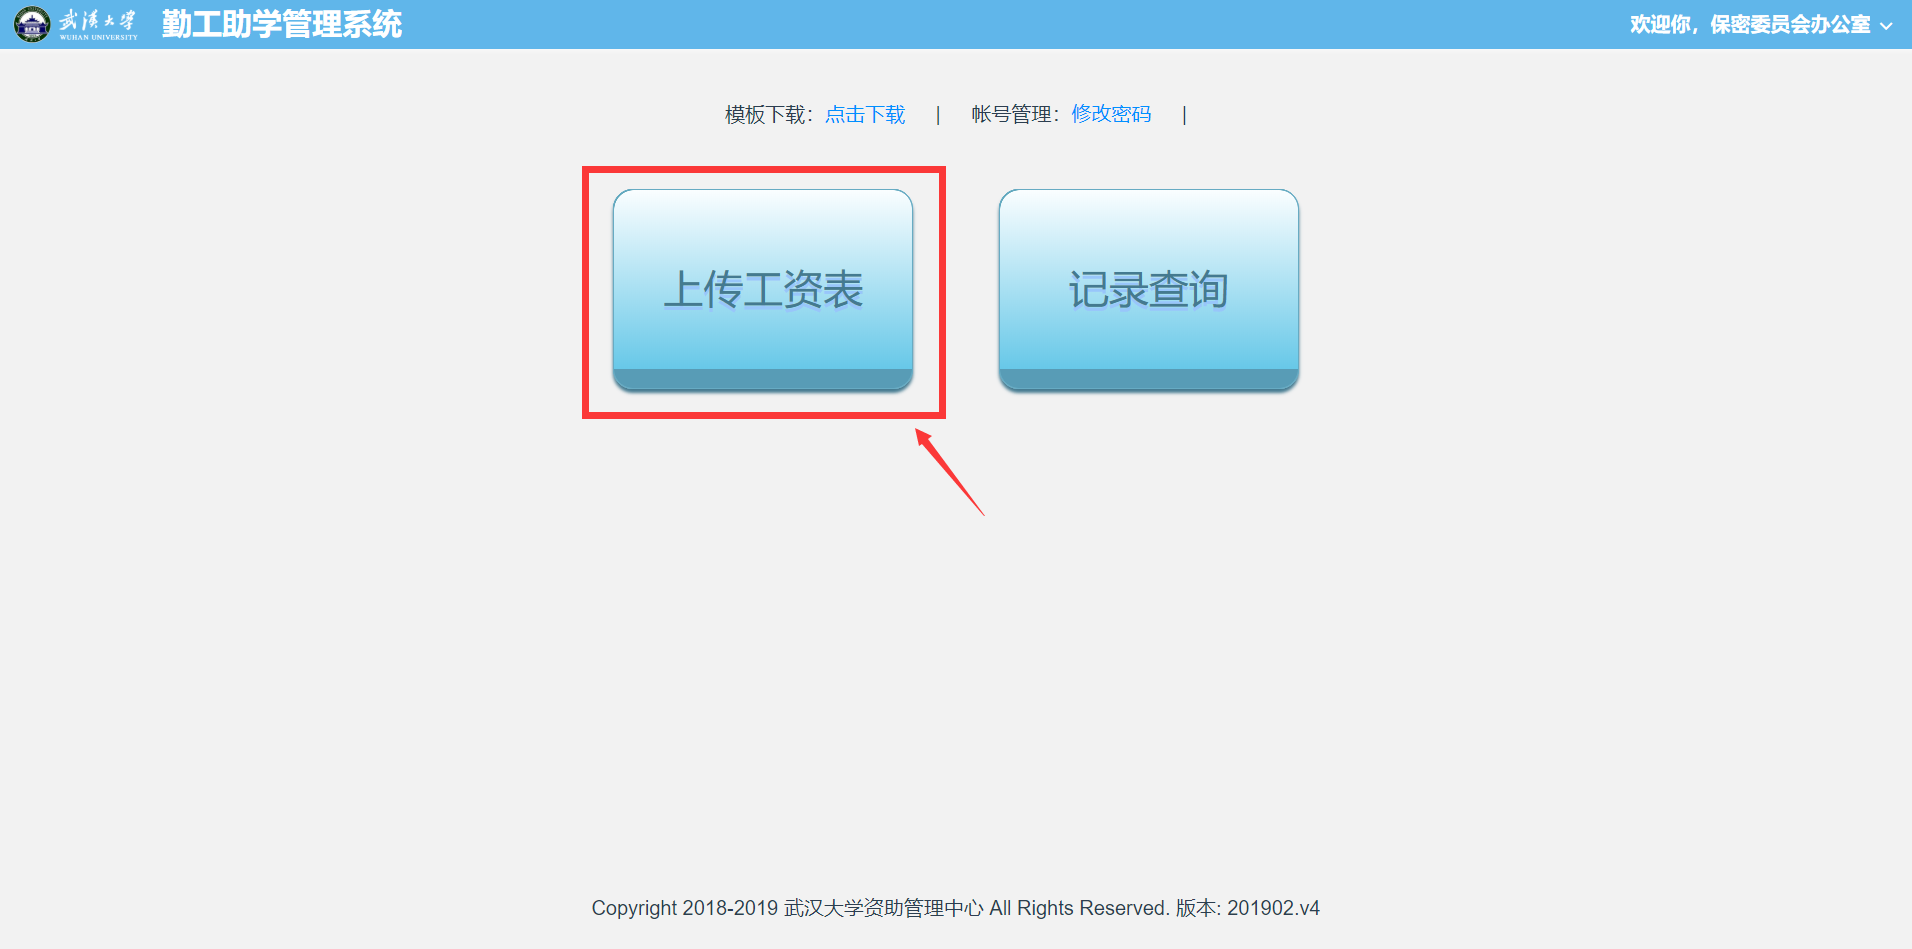 武汉大学 勤工助学管理系统 欢迎你，保密委员会办公室
WUHAN UNIVERSITY
模板下载：点击下载 | 帐号管理：修改密码 |
上传工资表 记录查询
Copyright 2018-2019 武汉大学资助管理中心 All Rights Reserved. 版本: 201902.v4